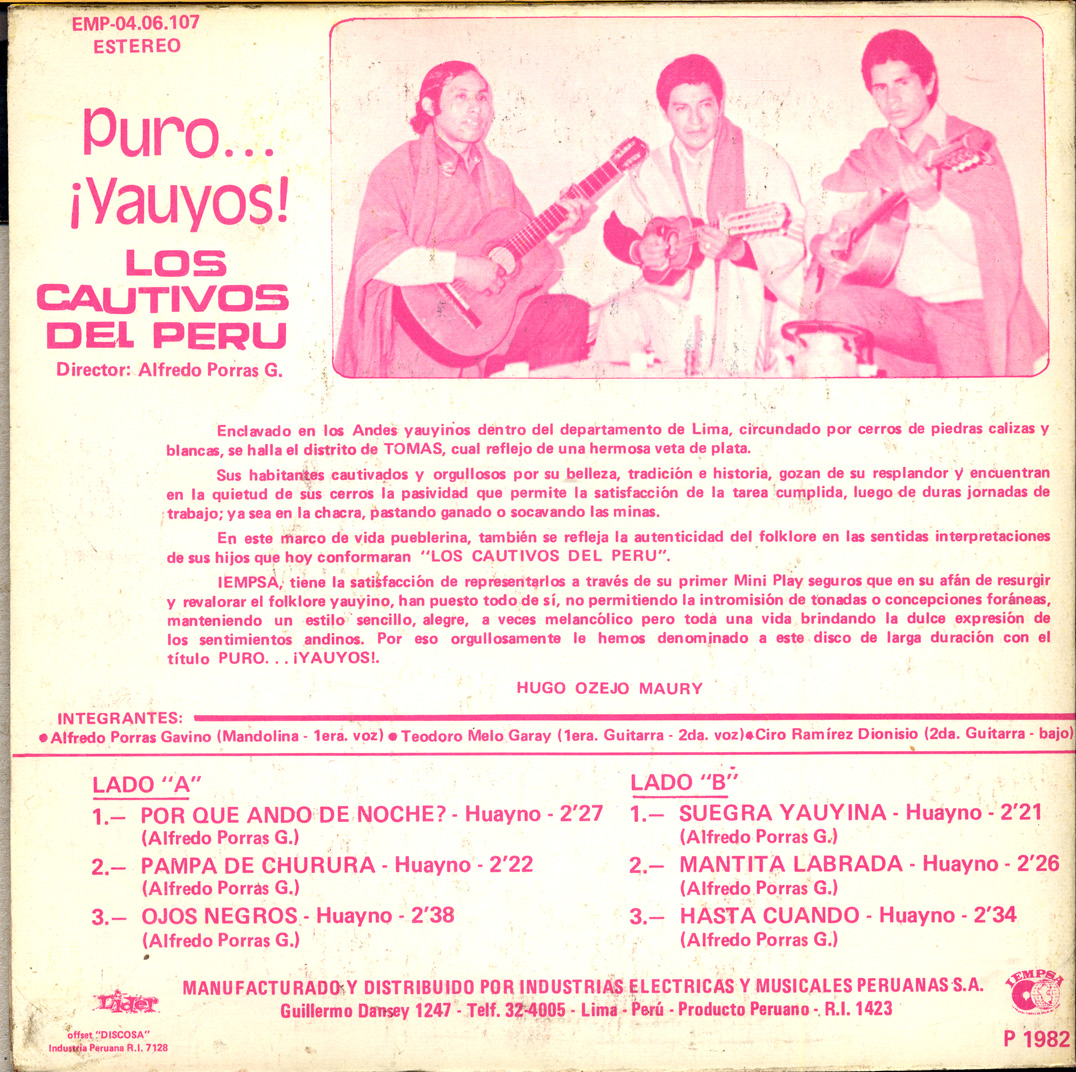 EMP-04.06.107
ESTEREO
Puro...
¡Yauyos!
LOS
CAUTIVOS
DEL PERU
Director: Alfredo Porras G.
Enclavado en los Andes yauyinos dentro del departamento de Lima, circundado por cerros de piedras calizas y
blancas, se halla el distrito de TOMAS, cual reflejo de una hermosa veta de plata.
Sus habitantes cautivados y orgullosos por su belleza, tradición e historia, gozan de su resplandor y encuentran
en la quietud de sus cerros la pasividad que permite la satisfacción de la tarea cumplida, luego de duras jornadas de
trabajo; ya sea en la chacra, pastando ganado o socavando las minas.
En este marco de vida pueblerina, también se refleja la autenticidad del folklore en las sentidas interpretaciones
de sus hijos que hoy conformaran "LOS CAUTIVOS DEL PERU".
IEMPSA, tiene la satisfacción de representarlos a través de su primer Mini Play seguros que en su afán de resurgir
y revalorar el folklore yauyino, han puesto todo de sí, no permitiendo la intromisión de tonadas o concepciones foráneas,
manteniendo un estilo sencillo, alegre, a veces melancólico pero toda una vida brindando la dulce expresión de
los sentimientos andinos. Por eso orgullosamente le hemos denominado a este disco de larga duración con el
título PURO... ¡YAUYOS!.
HUGO OZEJO MAURY
INTEGRANTES:
• Alfredo Porras Gavino (Mandolina - 1era. voz) • Teodoro Melo Garay (1era. Guitarra - 2da. voz) • Ciro Ramírez Dionisio (2da. Guitarra - bajo)
LADO "A"
1.— POR QUE ANDO DE NOCHE? - Huayno - 2'27
(Alfredo Porras G.)
2.— PAMPA DE CHURURA - Huayno - 2'22
(Alfredo Porras G.)
3.— OJOS NEGROS - Huayno - 2'38
(Alfredo Porras G.)
LADO "B"
1.— SUEGRA YAUYINA - Huayno - 2'21
(Alfredo Porras G.)
2.— MANTITA LABRADA - Huayno - 2'26
(Alfredo Porras G.)
3.— HASTA CUANDO - Huayno - 2'34
(Alfredo Porras G.)
MANUFACTURADO Y DISTRIBUIDO POR INDUSTRIAS ELECTRICAS Y MUSICALES PERUANAS S.A.
Guillermo Dansey 1247 - Telf. 32-4005 - Lima - Perú - Producto Peruano - R.I. 1423
Lider
offset "DISCOSA"
Industria Peruana R.I. 7128
IEMPSA
P 1982